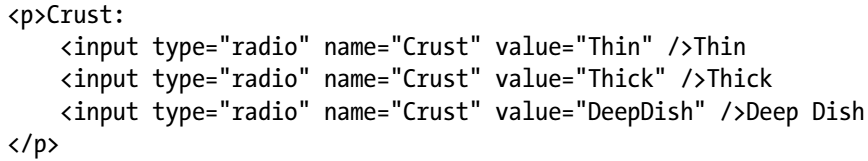 <p>Crust:
    <input type="radio" name="Crust" value="Thin" />Thin
    <input type="radio" name="Crust" value="Thick" />Thick
    <input type="radio" name="Crust" value="DeepDish" />Deep Dish
</p>